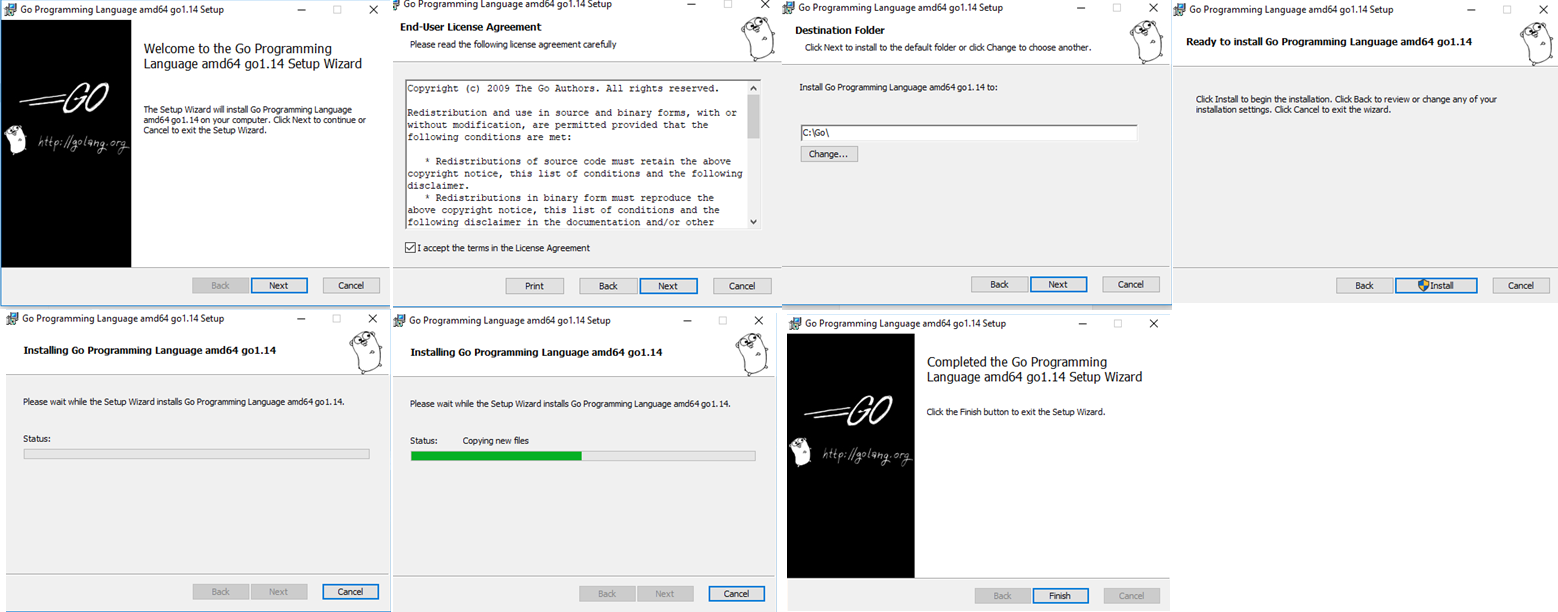 Go Programming Language amd64 go1.14 Setup
Welcome to the Go Programming
Language amd64 go1.14 Setup Wizard
The Setup Wizard will install Go Programming Language
amd64 go1.14 on your computer. Click Next to continue or
Cancel to exit the Setup Wizard.
GO
http://golang.org
Back
Next
Cancel
Go Programming Language amd64 go1.14 Setup
End-User License Agreement
Please read the following license agreement carefully
Copyright (c) 2009 The Go Authors. All rights reserved.
Redistribution and use in source and binary forms, with or
without modification, are permitted provided that the
following conditions are met:
* Redistributions of source code must retain the above
copyright notice, this list of conditions and the following
disclaimer.
* Redistributions in binary form must reproduce the
above copyright notice, this list of conditions and the
following disclaimer in the documentation and/or other
I accept the terms in the License Agreement
Print
Back
Next
Cancel
Go Programming Language amd64 go1.14 Setup
Destination Folder
Click Next to install to the default folder or click Change to choose another.
Install Go Programming Language amd64 go1.14 to:
C:\Go\
Change...
Back
Next
Cancel
Go Programming Language amd64 go1.14 Setup
Ready to install Go Programming Language amd64 go1.14
Click Install to begin the installation. Click Back to review or change any of your
installation settings. Click Cancel to exit the wizard.
Back
Install
Cancel
Go Programming Language amd64 go1.14 Setup
Installing Go Programming Language amd64 go1.14
Please wait while the Setup Wizard installs Go Programming Language amd64 go1.14.
Status:
Back
Next
Cancel
Go Programming Language amd64 go1.14 Setup
Installing Go Programming Language amd64 go1.14
Please wait while the Setup Wizard installs Go Programming Language amd64 go1.14.
Status: Copying new files
Back
Next
Cancel
Go Programming Language amd64 go1.14 Setup
Completed the Go Programming
Language amd64 go1.14 Setup Wizard
Click the Finish button to exit the Setup Wizard.
GO
http://golang.org
Back
Finish
Cancel